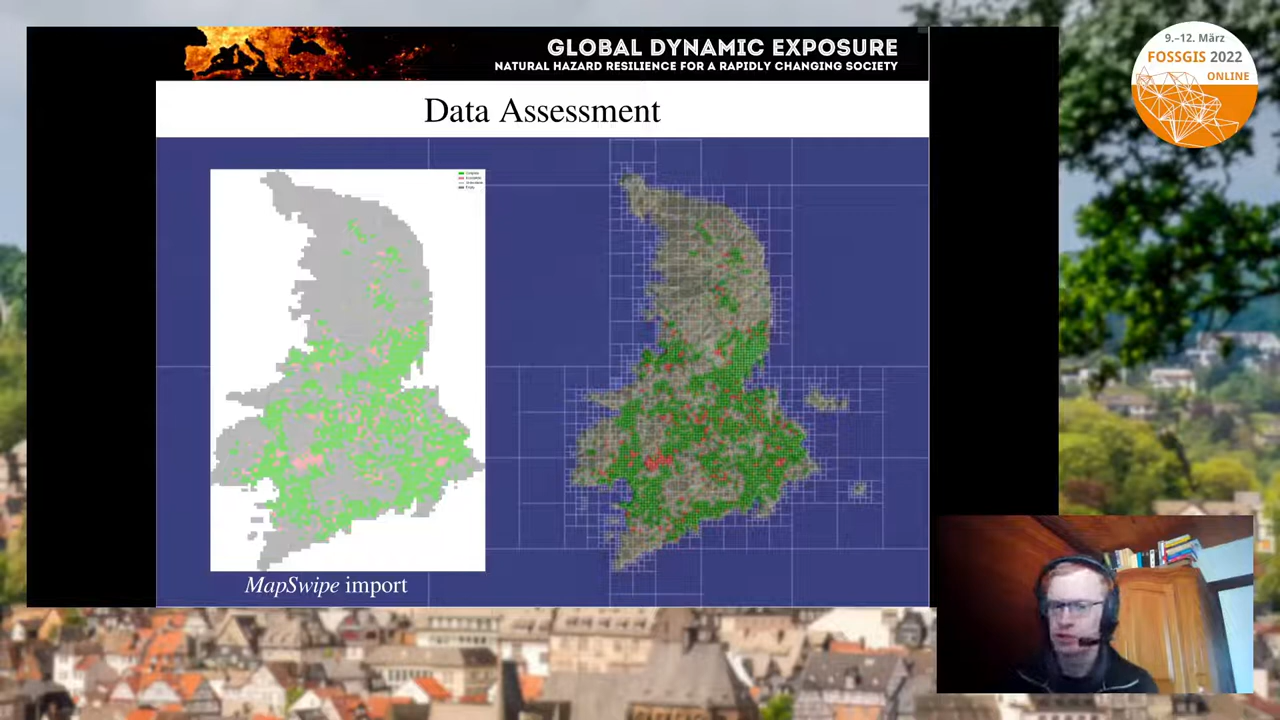 GLOBAL DYNAMIC EXPOSURE
NATURAL HAZARD RESILIENCE FOR A RAPIDLY CHANGING SOCIETY
9.–12. März
FOSSGIS 2022
ONLINE
Data Assessment
MapSwipe import